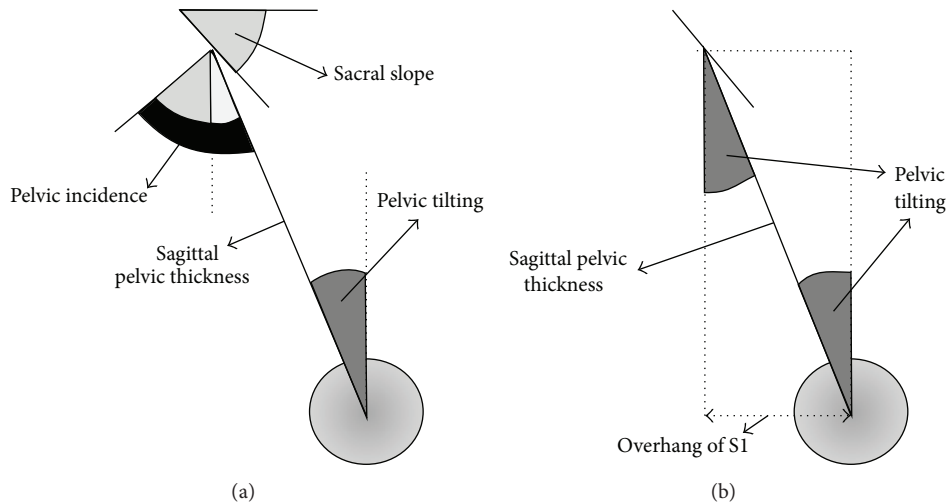 Sacral slope
Pelvic incidence
Pelvic tilting
Sagittal
pelvic thickness
(a)
Pelvic
tilting
Sagittal pelvic
thickness
Overhang of S1
(b)